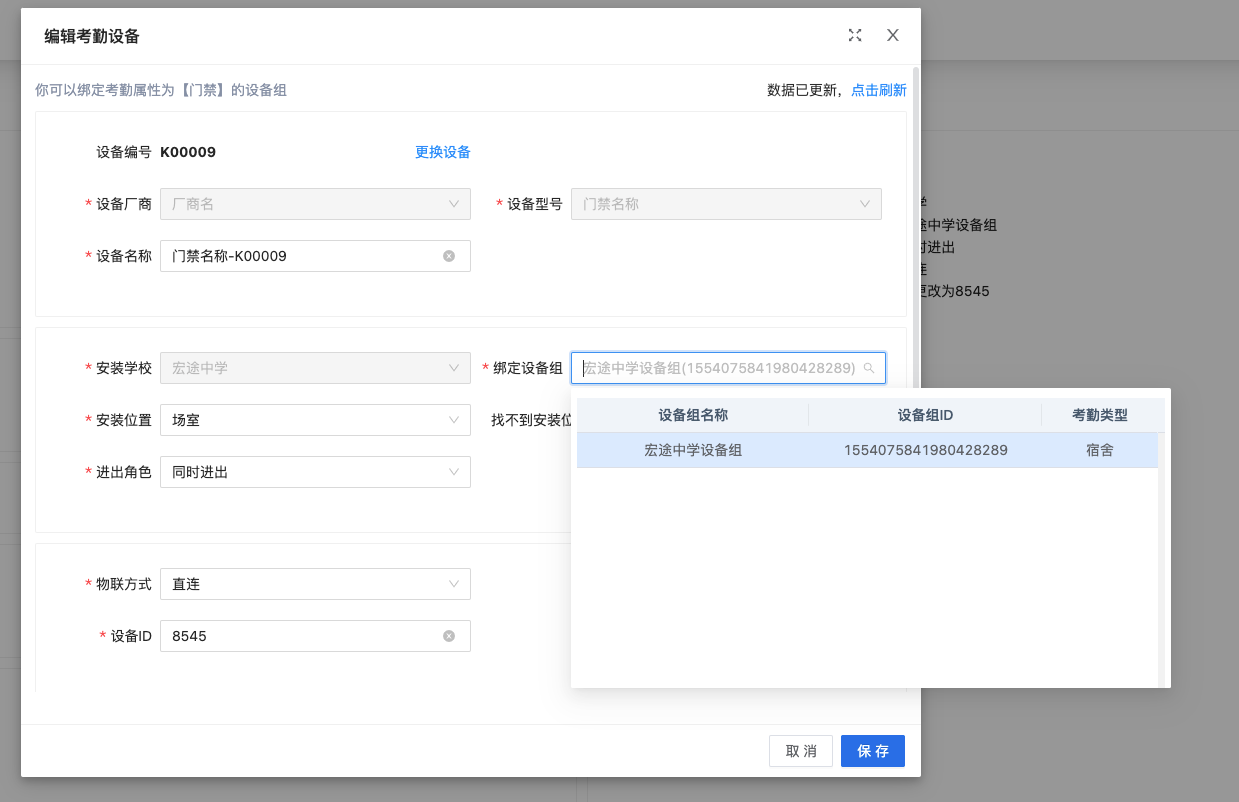 编辑考勤设备
你可以绑定考勤属性为【门禁】的设备组
数据已更新，点击刷新
设备编号 K00009 更换设备
* 设备厂商 厂商名
* 设备型号 门禁名称
* 设备名称 门禁名称-K00009
途中学设备组
时进出
更改为8545
* 安装学校 宏途中学
* 绑定设备组 宏途中学设备组(1554075841980428289)
* 安装位置 场室
找不到安装位
* 进出角色 同时进出
设备组名称 设备组ID 考勤类型
宏途中学设备组 1554075841980428289 宿舍
* 物联方式 直连
* 设备ID 8545
取 消
保 存